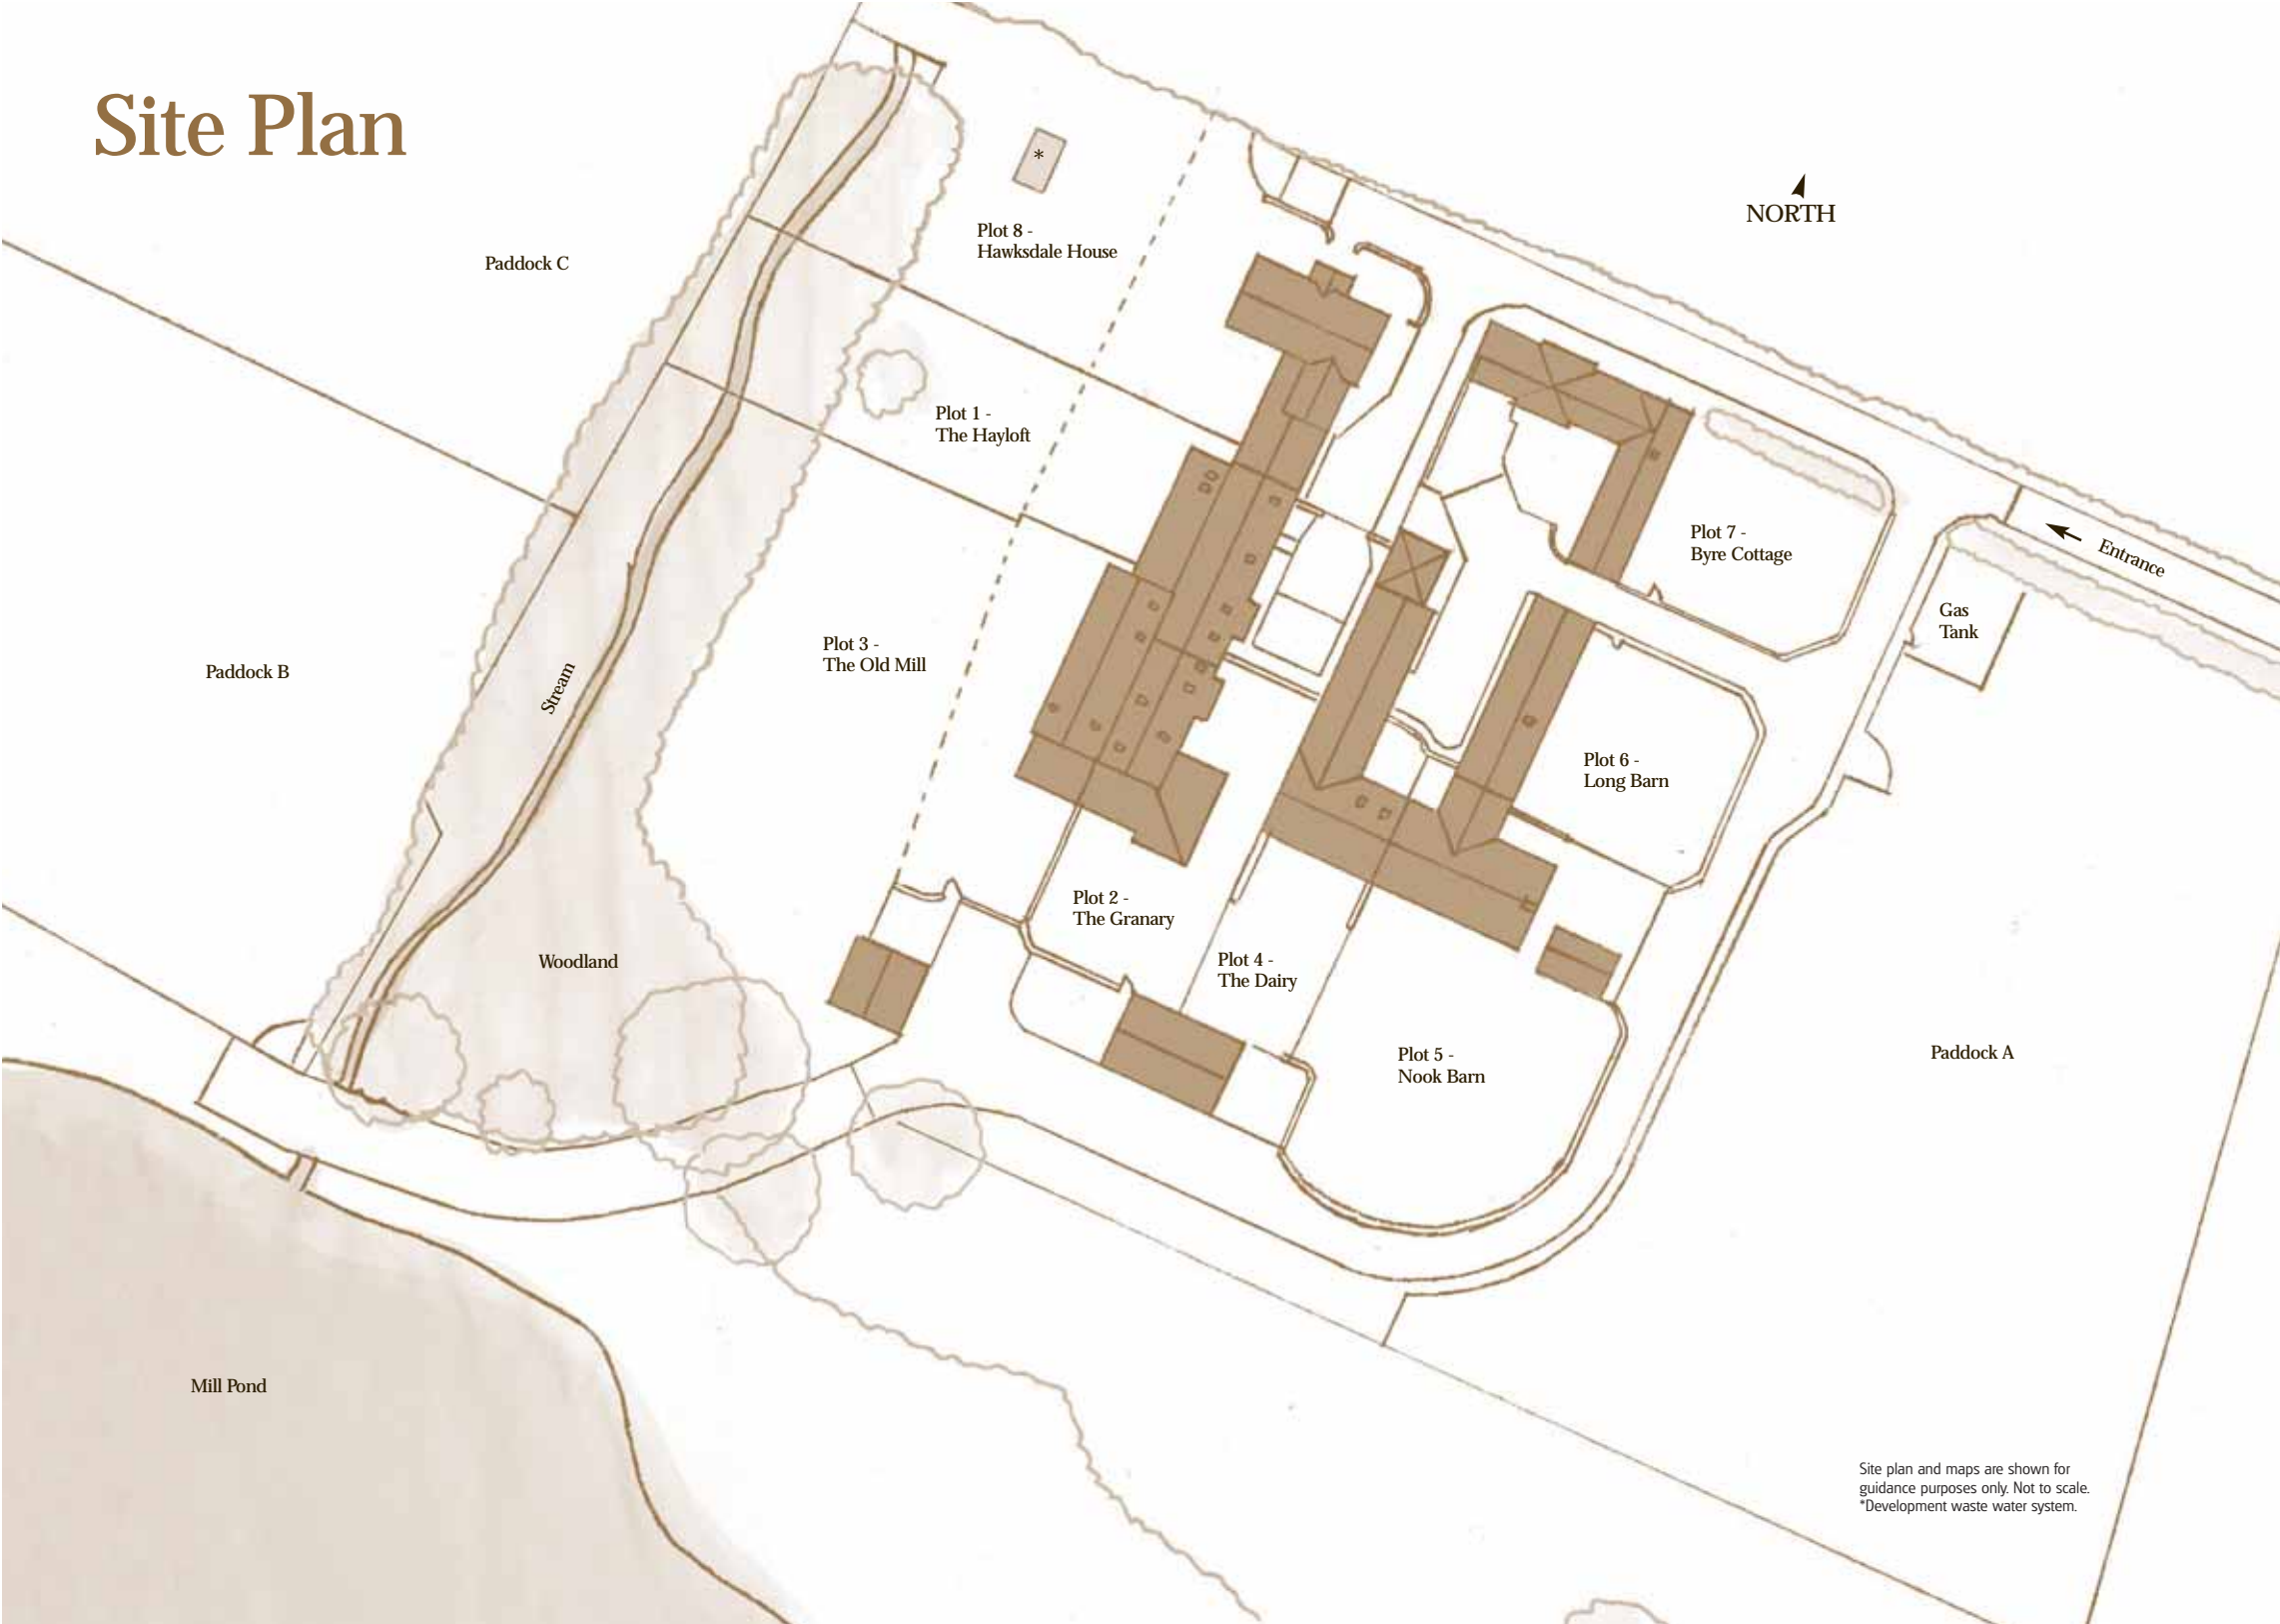 Site Plan
NORTH
*
Plot 8 -
Hawksdale House
Paddock C
Plot 1 -
The Hayloft
Plot 7 -
Byre Cottage
Entrance
Gas
Tank
Plot 3 -
The Old Mill
Paddock B
Strean
Plot 6 -
Long Barn
Plot 2 -
The Granary
Woodland
Plot 4 -
The Dairy
Plot 5 -
Nook Barn
Paddock A
Mill Pond
Site plan and maps are shown for
guidance purposes only. Not to scale.
*Development waste water system.